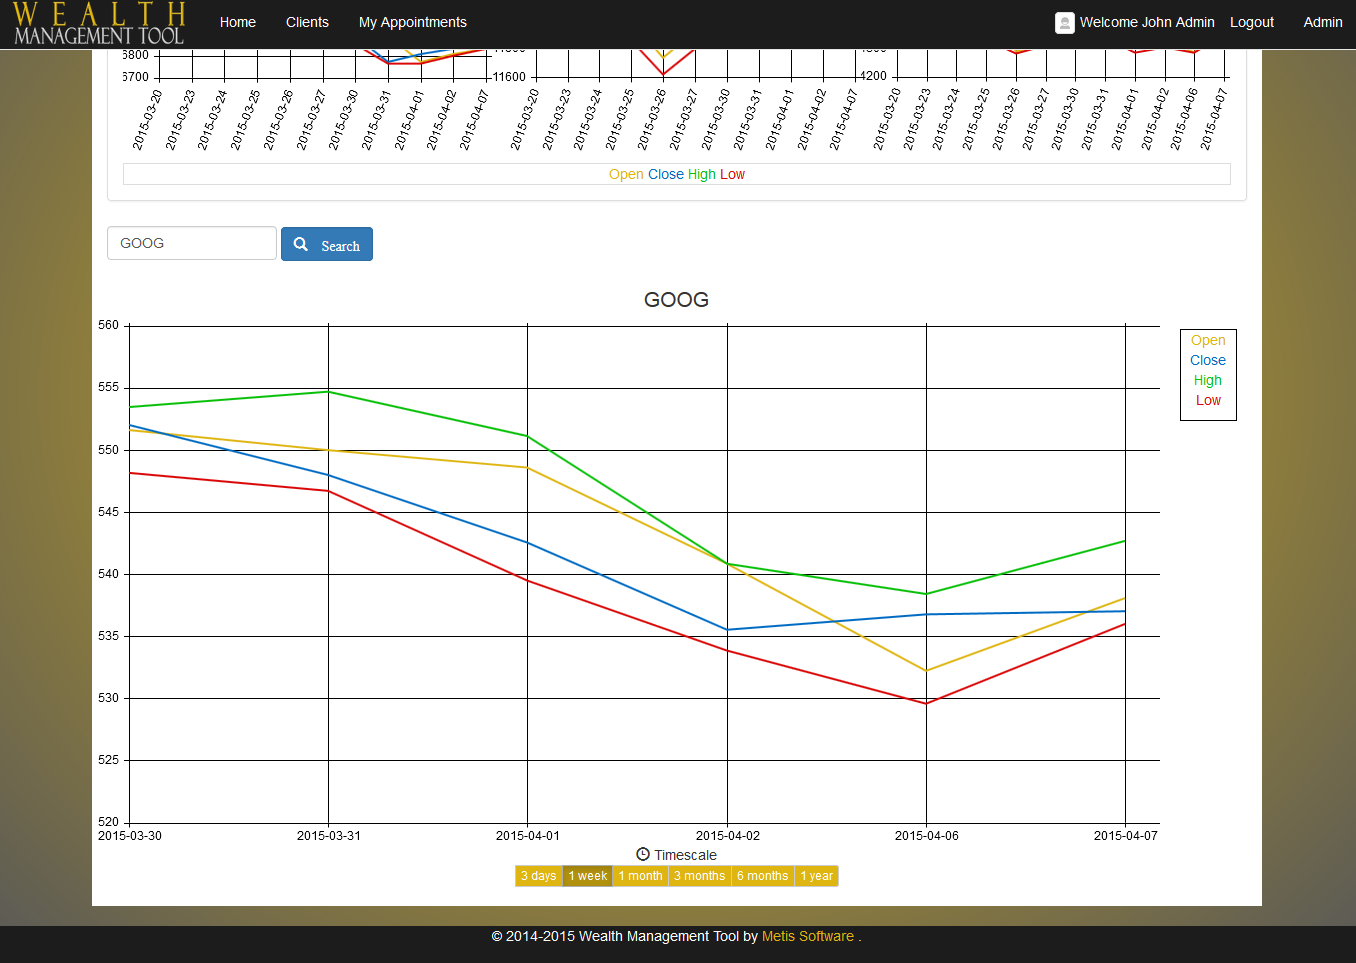 WEALTH
MANAGEMENT TOOL
Home Clients My Appointments Welcome John Admin Logout Admin
5700 11600 4200
2015-03-20 2015-03-23 2015-03-24 2015-03-25 2015-03-26 2015-03-27 2015-03-30 2015-03-31 2015-04-01 2015-04-02 2015-04-07
2015-03-20 2015-03-23 2015-03-24 2015-03-25 2015-03-26 2015-03-27 2015-03-30 2015-03-31 2015-04-01 2015-04-02 2015-04-07
2015-03-20 2015-03-23 2015-03-24 2015-03-25 2015-03-26 2015-03-27 2015-03-30 2015-03-31 2015-04-01 2015-04-02 2015-04-06 2015-04-07
Open Close High Low
GOOG Search
GOOG
560
555
550
545
540
535
530
525
520
Open
Close
High
Low
2015-03-30 2015-03-31 2015-04-01 2015-04-02 2015-04-06 2015-04-07
Timescale
3 days 1 week 1 month 3 months 6 months 1 year
© 2014-2015 Wealth Management Tool by Metis Software .